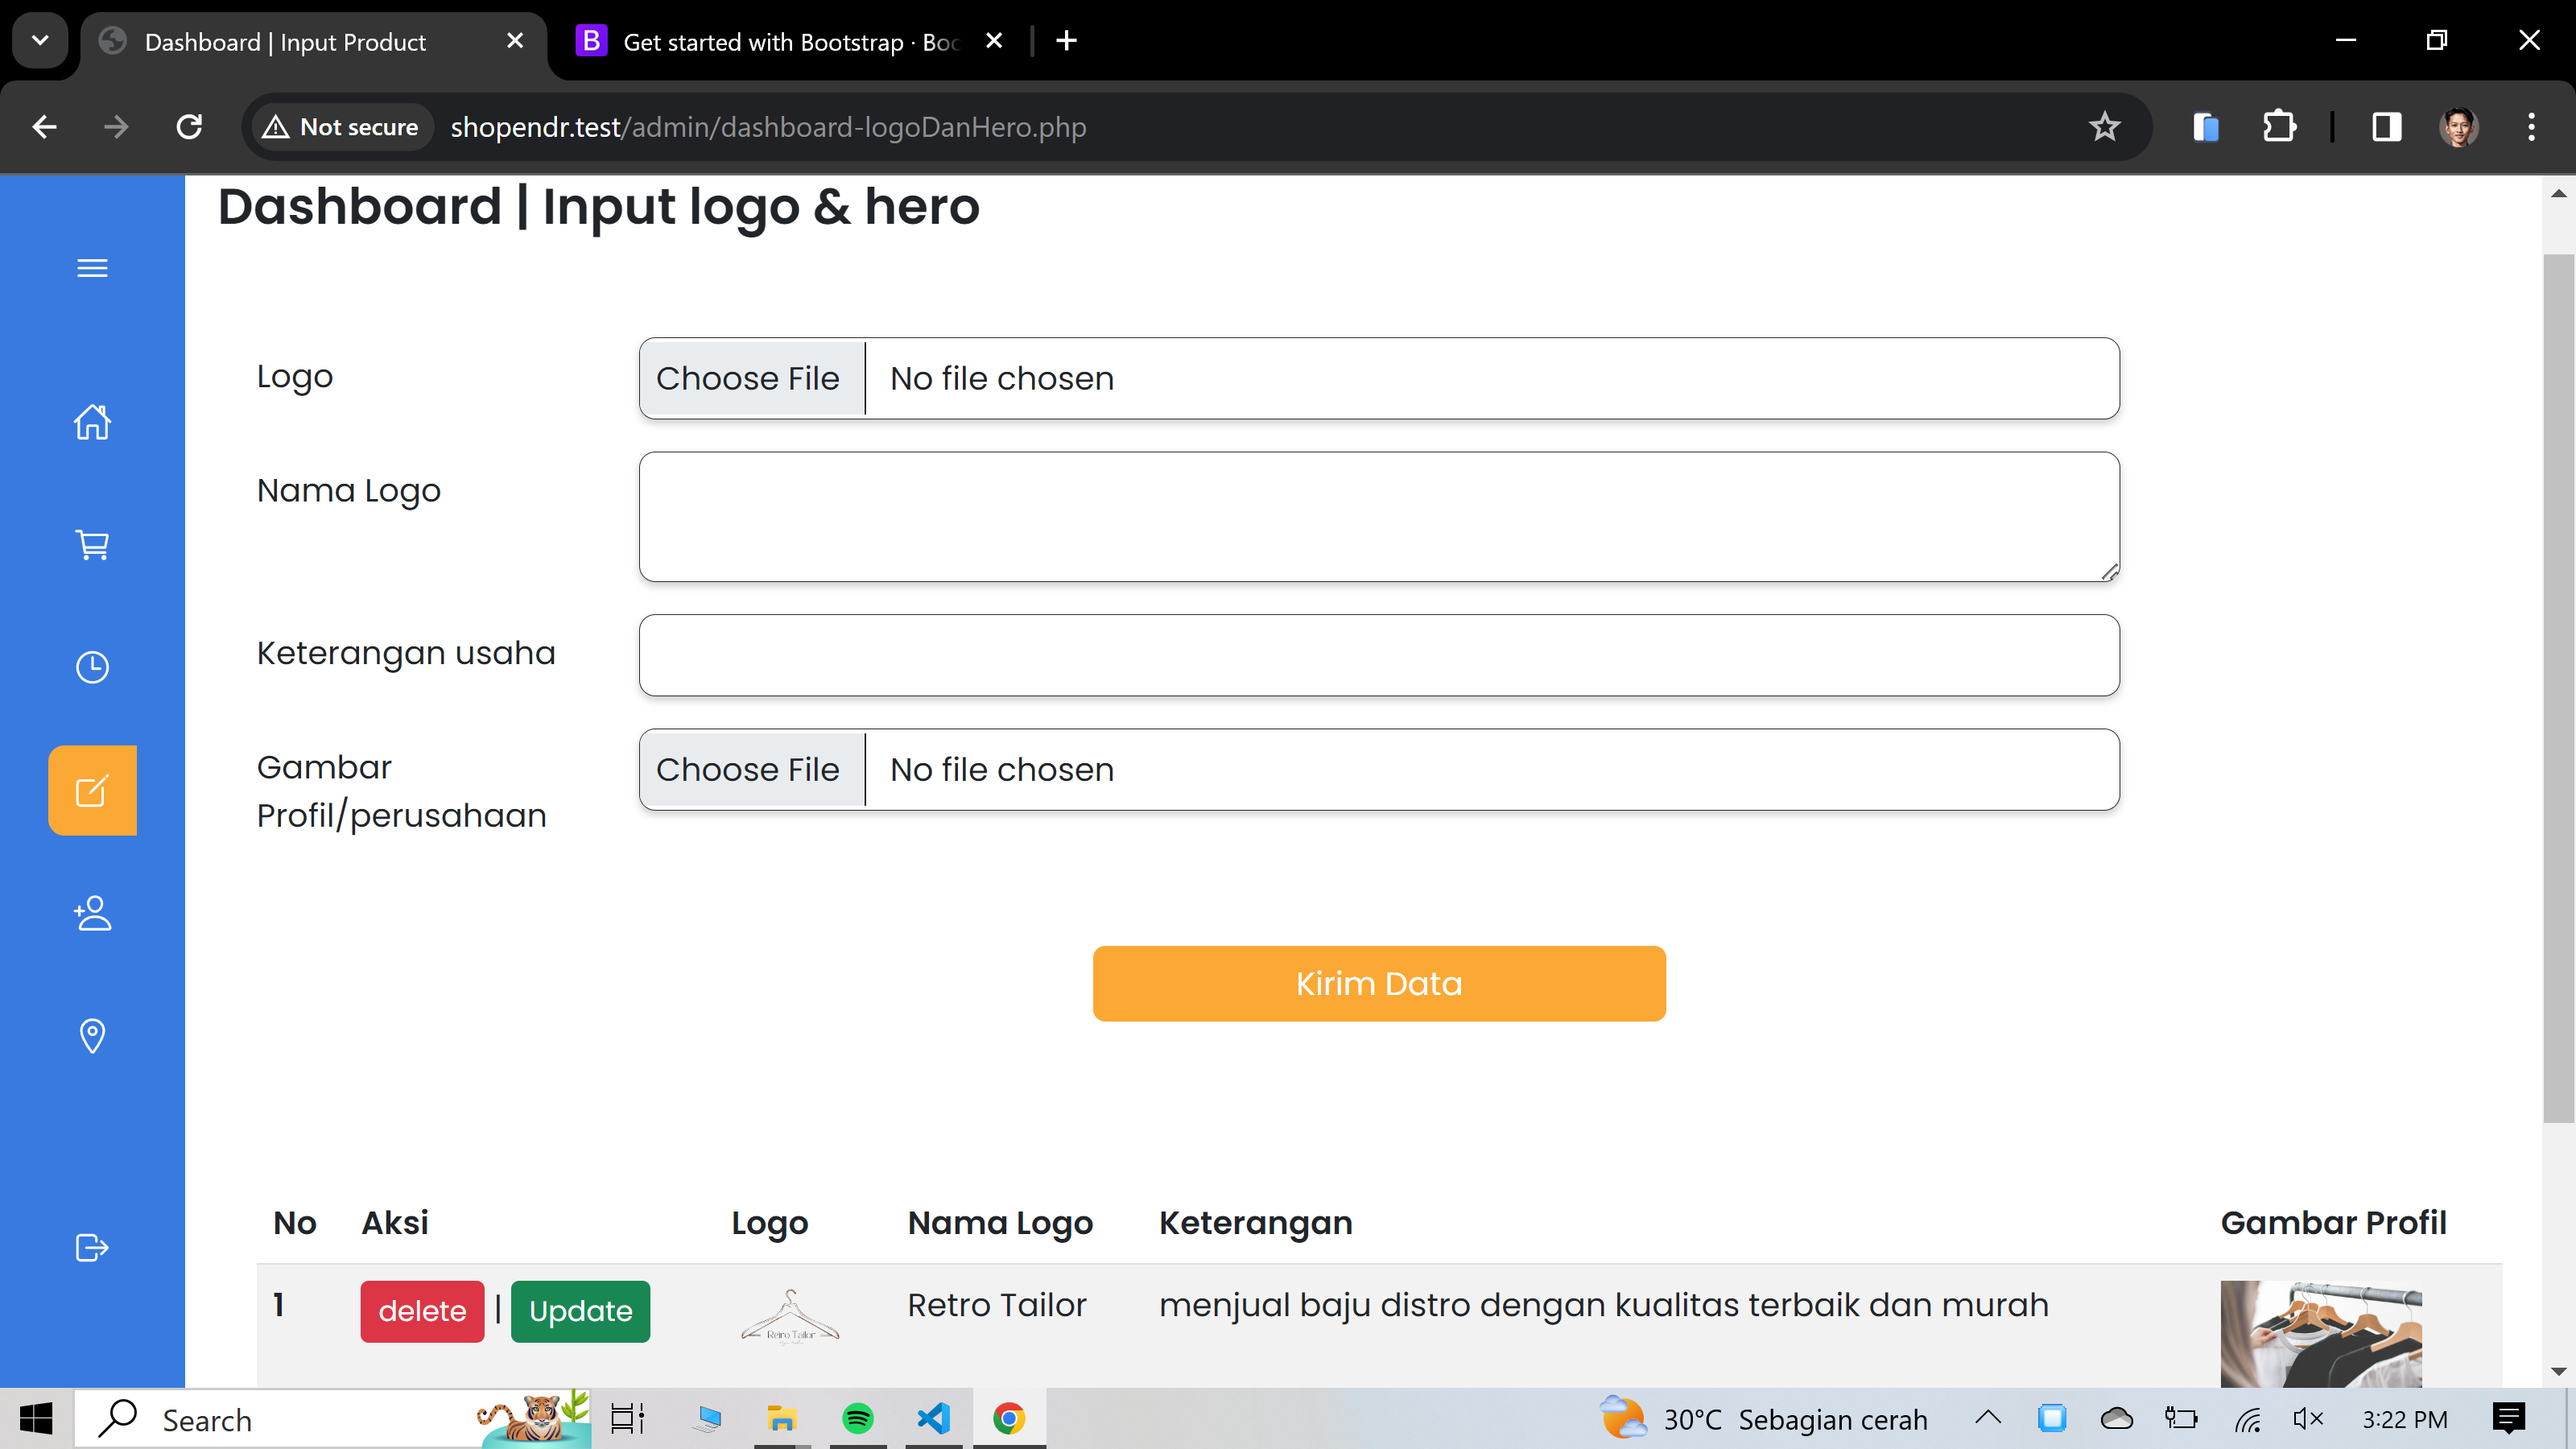 Dashboard | Input Product
Get started with Bootstrap · Boo
Not secure
shopendr.test/admin/dashboard-logoDanHero.php
Dashboard | Input logo & hero
Logo
Choose File
No file chosen
Nama Logo
Keterangan usaha
Gambar
Profil/perusahaan
Choose File
No file chosen
Kirim Data
No Aksi Logo Nama Logo Keterangan Gambar Profil
1 delete | Update Retro Tailor Retro Tailor menjual baju distro dengan kualitas terbaik dan murah
Search
30°C Sebagian cerah
3:22 PM